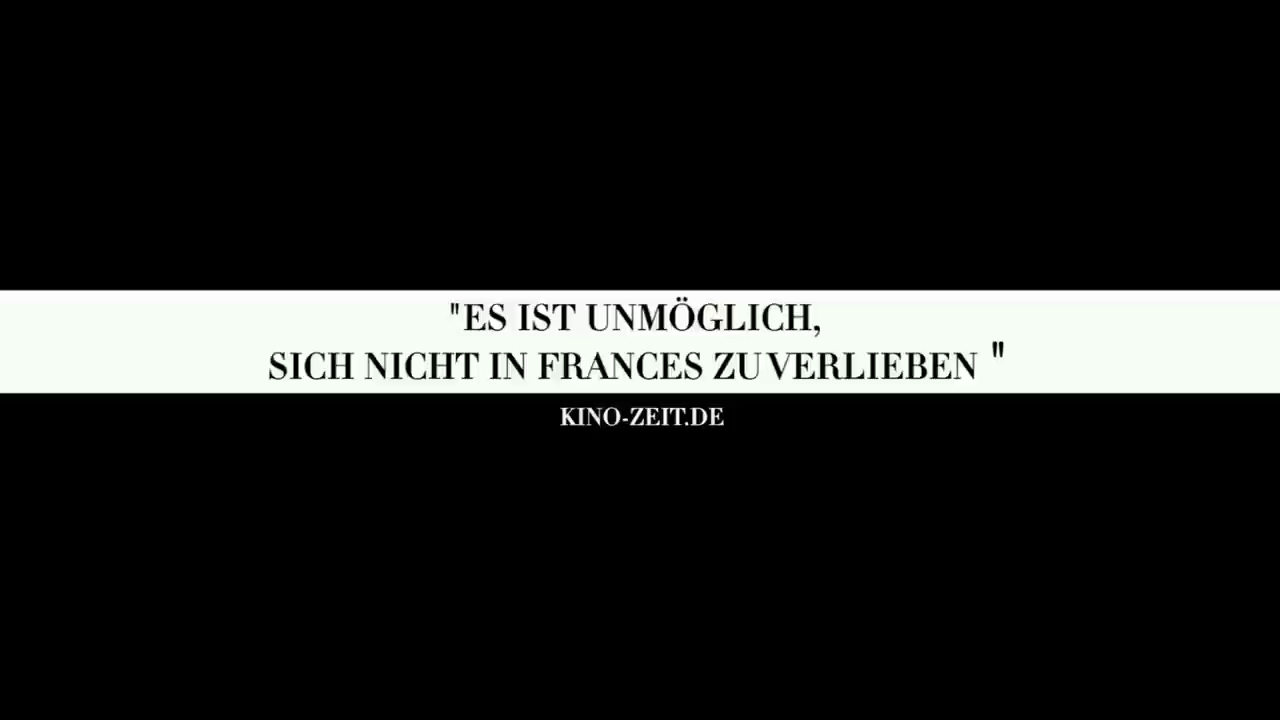 "ES IST UNMÖGLICH,
SICH NICHT IN FRANCES ZU VERLIEBEN "
KINO-ZEIT.DE